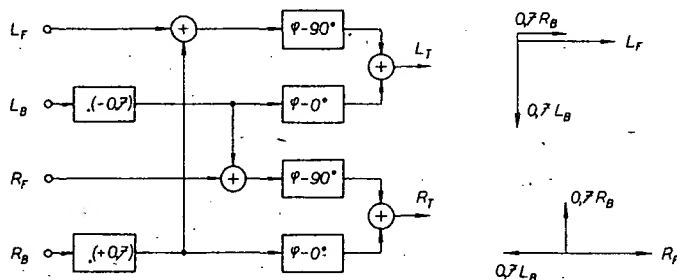 L_F
φ-90°
L_T
0,7 R_B
L_F
L_B
(-0,7)
φ-0°
0,7 L_B
R_F
φ-90°
R_T
0,7 R_B
R_B
(+0,7)
φ-0°
0,7 L_B
R_F